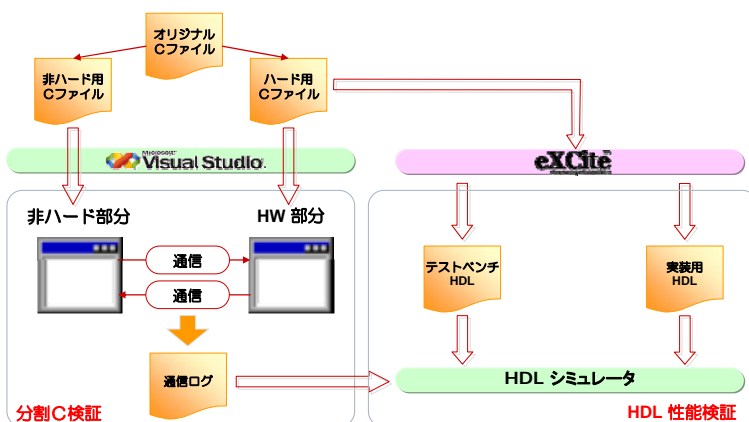 オリジナル
Cファイル
非ハード用
Cファイル
ハード用
Cファイル
Microsoft
Visual Studio
eXCite
非ハード部分
HW 部分
通信
通信
テストベンチ
HDL
実装用
HDL
通信ログ
HDL シミュレータ
分割C検証
HDL 性能検証